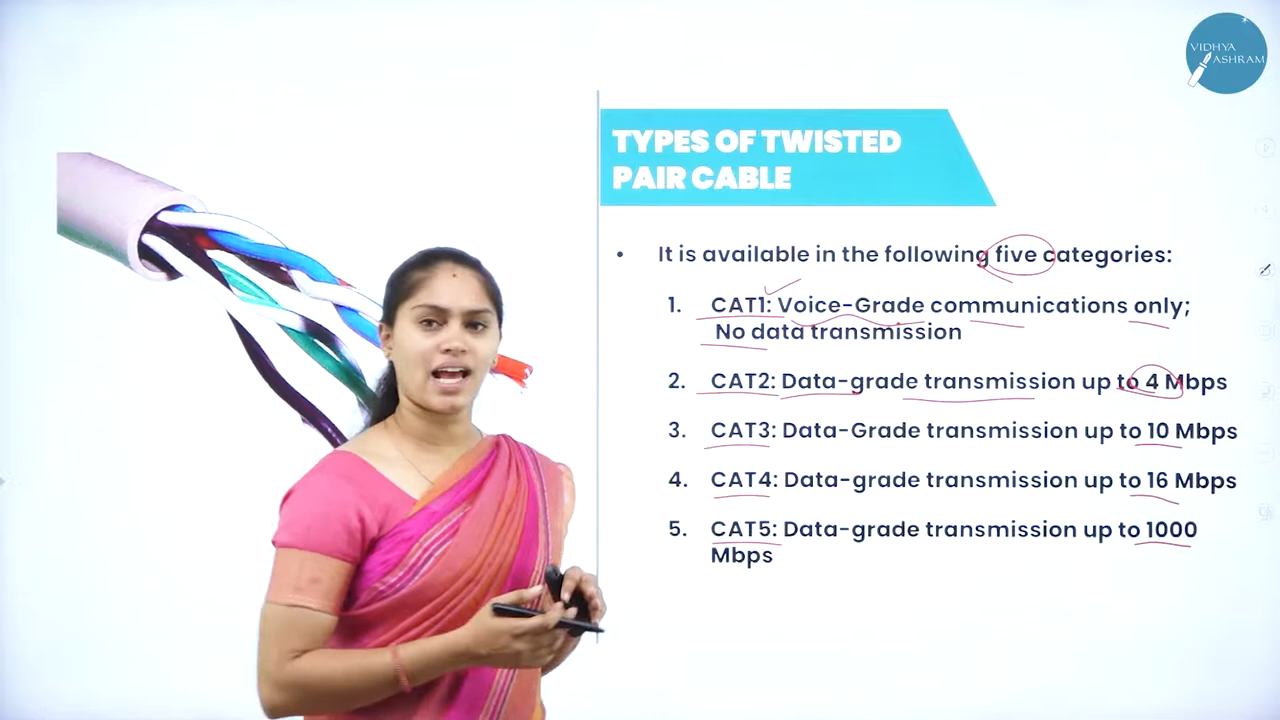 VIDHYA
ASHRAM
TYPES OF TWISTED
PAIR CABLE
• It is available in the following five categories:
1. CAT1: Voice-Grade communications only;
No data transmission
2. CAT2: Data-grade transmission up to 4 Mbps
3. CAT3: Data-Grade transmission up to 10 Mbps
4. CAT4: Data-grade transmission up to 16 Mbps
5. CAT5: Data-grade transmission up to 1000
Mbps